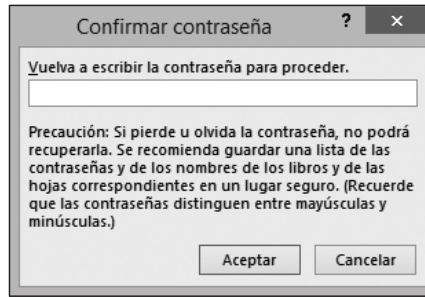 Confirmar contraseña
? ×
Vuelva a escribir la contraseña para proceder.
Precaución: Si pierde u olvida la contraseña, no podrá
recuperarla. Se recomienda guardar una lista de las
contraseñas y de los nombres de los libros y de las
hojas correspondientes en un lugar seguro. (Recuerde
que las contraseñas distinguen entre mayúsculas y
minúsculas.)
Aceptar Cancelar